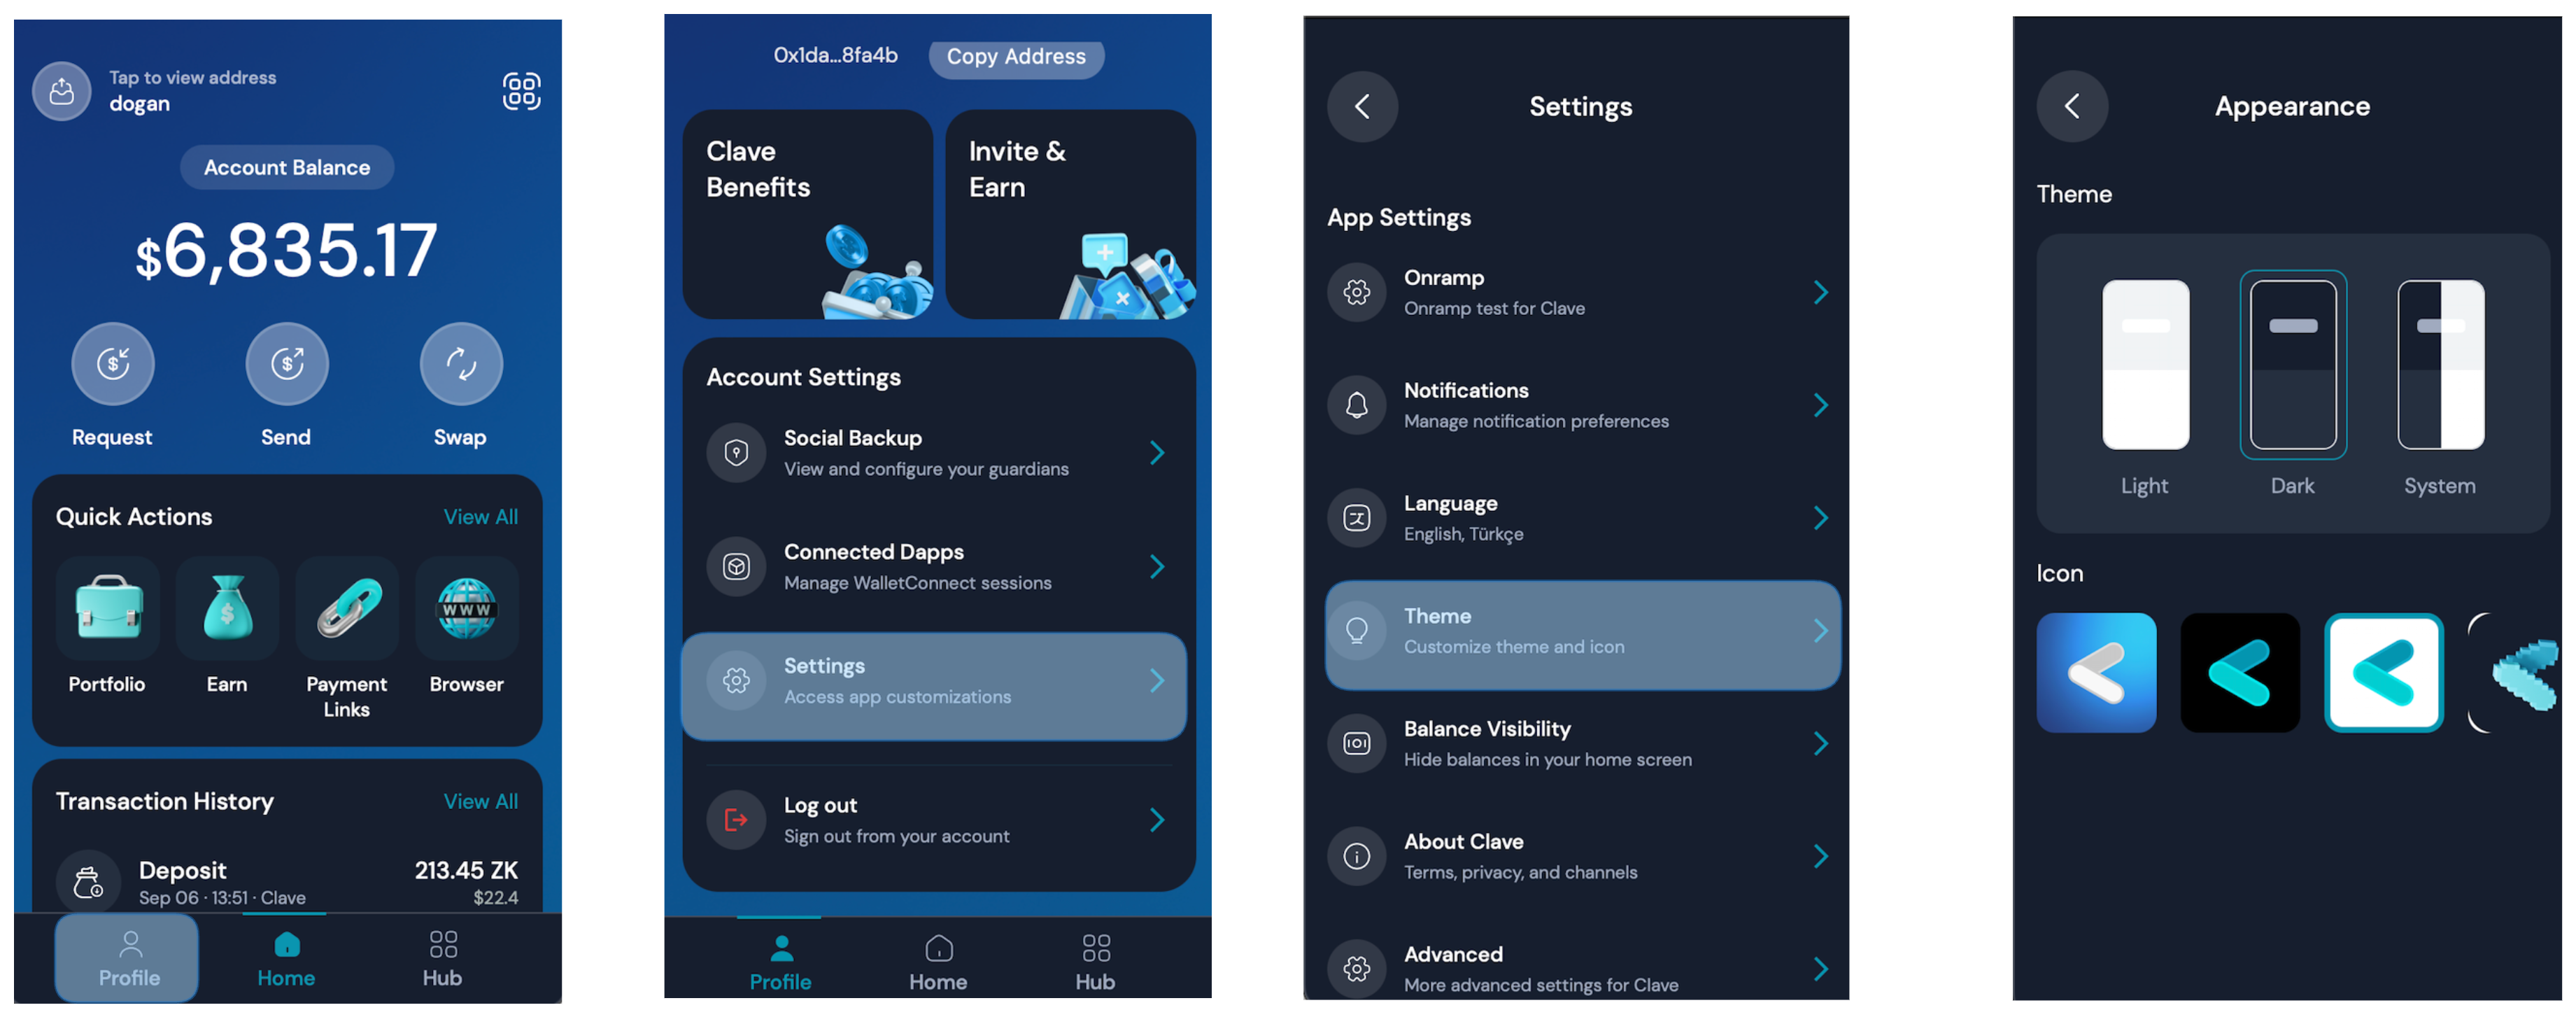 Tap to view address
dogan
Account Balance
$6,835.17
Request
Send
Swap
Quick Actions
View All
Portfolio
Earn
Payment
Links
Browser
WWW
Transaction History
View All
Deposit
213.45 ZK
Sep 06 · 13:51 · Clave
$22.4
Profile
Home
Hub
0x1da...8fa4b
Copy Address
Clave
Benefits
Invite &
Earn
Account Settings
Social Backup
View and configure your guardians
Connected Dapps
Manage WalletConnect sessions
Settings
Access app customizations
Log out
Sign out from your account
Profile
Home
Hub
Settings
App Settings
Onramp
Onramp test for Clave
Notifications
Manage notification preferences
Language
English, Türkçe
Theme
Customize theme and icon
Balance Visibility
Hide balances in your home screen
About Clave
Terms, privacy, and channels
Advanced
More advanced settings for Clave
Appearance
Theme
Light
Dark
System
Icon